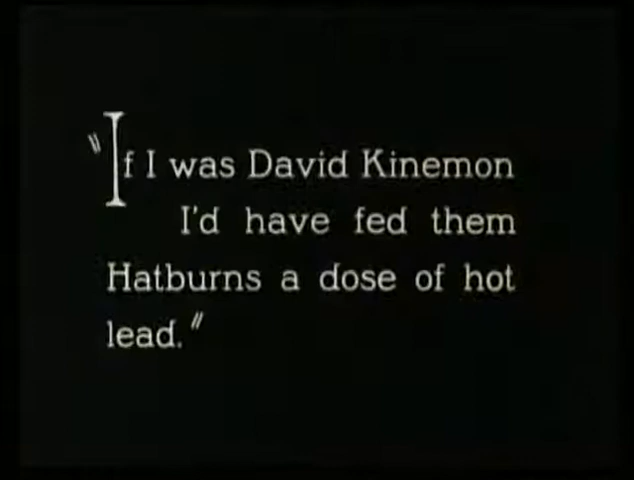 "If I was David Kinemon
I'd have fed them
Hatburns a dose of hot
lead."